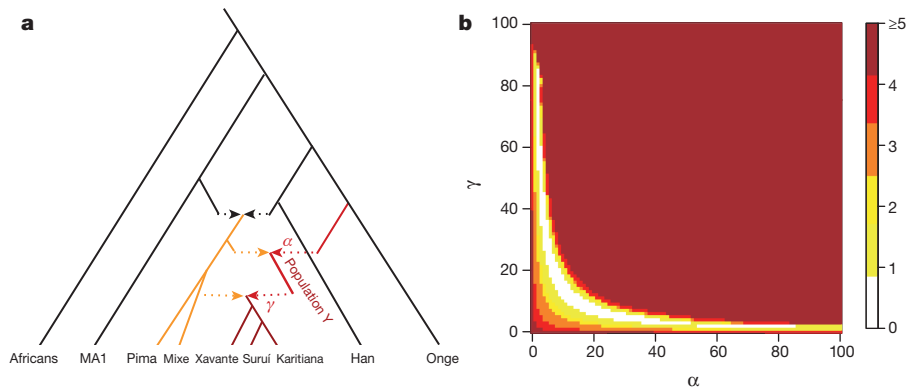 a
α
Population Y
γ
Africans MA1 Pima Mixe Xavante Suruí Karitiana Han Onge
b
100
80
60
40
20
0
γ
0 20 40 60 80 100
α
≥5
4
3
2
1
0